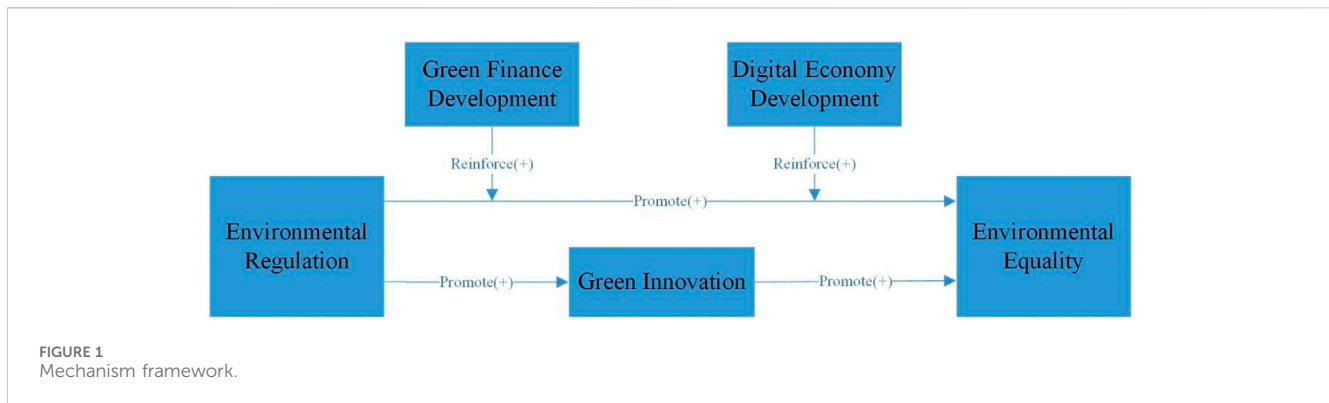 Green Finance
Development
Digital Economy
Development
Reinforce(+)
Reinforce(+)
Environmental
Regulation
Promote(+)
Environmental
Equality
Promote(+)
Green Innovation
Promote(+)
FIGURE 1
Mechanism framework.